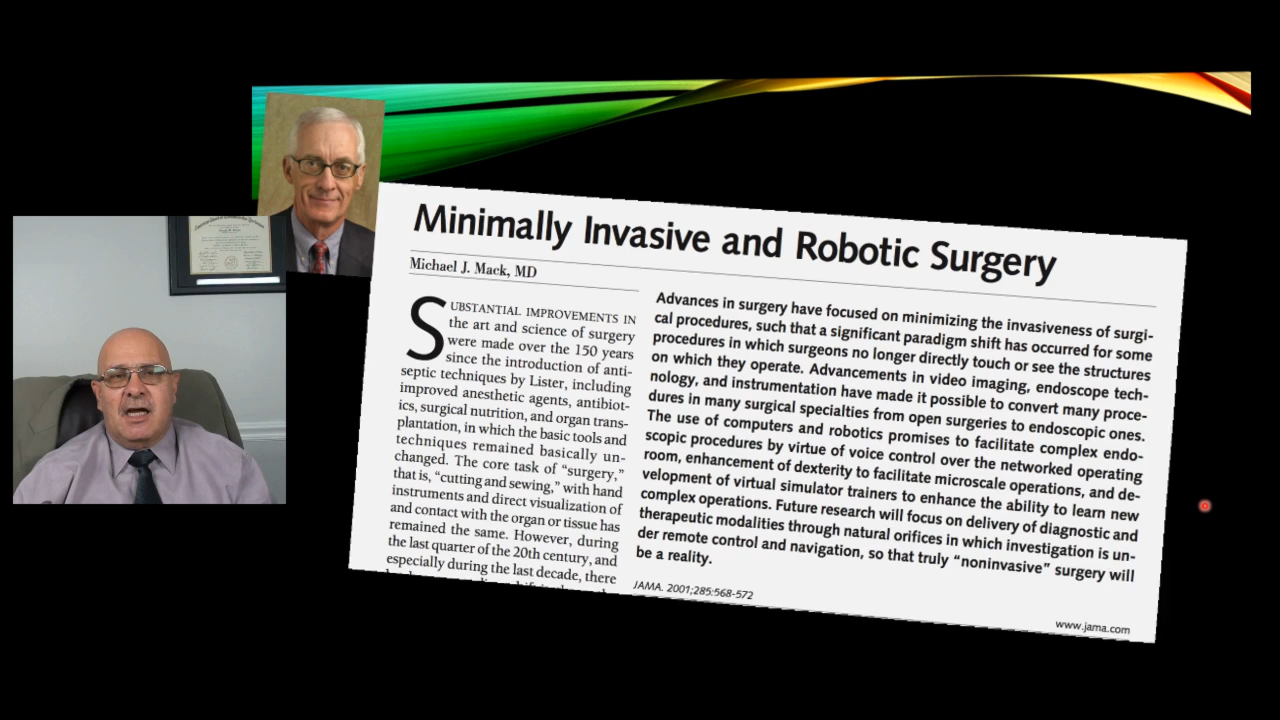 Minimally Invasive and Robotic Surgery
Michael J. Mack, MD
SUBSTANTIAL IMPROVEMENTS IN
the art and science of surgery
were made over the 150 years
since the introduction of anti-
septic techniques by Lister, including
improved anesthetic agents, antibiot-
ics, surgical nutrition, and organ trans-
plantation, in which the basic tools and
techniques remained basically un-
changed. The core task of “surgery,”
that is, “cutting and sewing,” with hand
instruments and direct visualization of
and contact with the organ or tissue has
remained the same. However, during
the last quarter of the 20th century, and
especially during the last decade, there
Advances in surgery have focused on minimizing the invasiveness of surgi-
cal procedures, such that a significant paradigm shift has occurred for some
procedures in which surgeons no longer directly touch or see the structures
on which they operate. Advancements in video imaging, endoscope tech-
nology, and instrumentation have made it possible to convert many proce-
dures in many surgical specialties from open surgeries to endoscopic ones.
The use of computers and robotics promises to facilitate complex endo-
scopic procedures by virtue of voice control over the networked operating
room, enhancement of dexterity to facilitate microscale operations, and de-
velopment of virtual simulator trainers to enhance the ability to learn new
complex operations. Future research will focus on delivery of diagnostic and
therapeutic modalities through natural orifices in which investigation is un-
der remote control and navigation, so that truly “noninvasive” surgery will
be a reality.
JAMA. 2001;285:568-572
www.jama.com